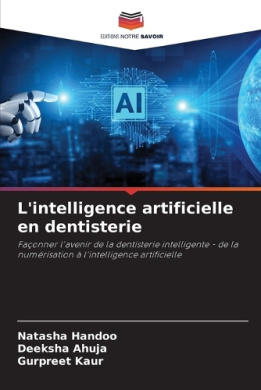 EDITIONS NOTRE SAVOIR
AI
L'intelligence artificielle
en dentisterie
Façonner l'avenir de la dentisterie intelligente - de la
numérisation à l'intelligence artificielle
Natasha Handoo
Deeksha Ahuja
Gurpreet Kaur